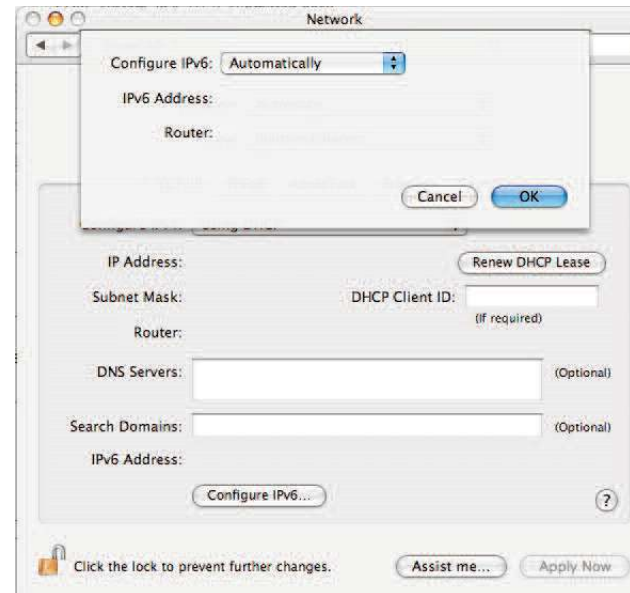 Network
Configure IPv6: Automatically
IPv6 Address:
Router:
Cancel OK
IP Address: Renew DHCP Lease
Subnet Mask: DHCP Client ID:
(If required)
Router:
DNS Servers: (Optional)
Search Domains: (Optional)
IPv6 Address:
Configure IPv6...
?
Click the lock to prevent further changes. Assist me... Apply Now